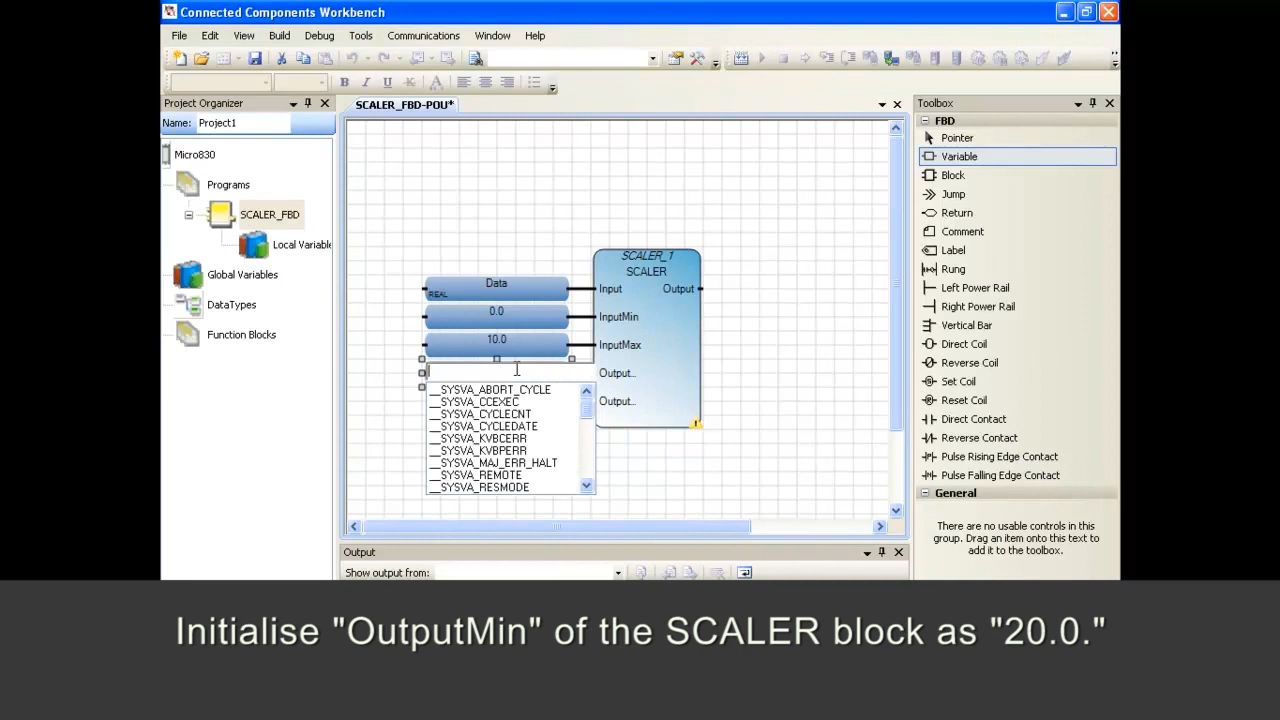 Connected Components Workbench
File Edit View Build Debug Tools Communications Window Help
Project Organizer
Name: Project1
Micro830
Programs
SCALER_FBD
Local Variable
Global Variables
DataTypes
Function Blocks
SCALER_FBD-POU*
SCALER_1
SCALER
Data
REAL
Input
Output
0.0
InputMin
10.0
InputMax
Output...
Output...
__SYSVA_ABORT_CYCLE
__SYSVA_CCEXEC
__SYSVA_CYCLECNT
__SYSVA_CYCLEDATE
__SYSVA_KVBCERR
__SYSVA_KVBPERR
__SYSVA_MAJ_ERR_HALT
__SYSVA_REMOTE
__SYSVA_RESMODE
Output
Show output from:
Toolbox
FBD
Pointer
Variable
Block
Jump
Return
Comment
Label
Rung
Left Power Rail
Right Power Rail
Vertical Bar
Direct Coil
Reverse Coil
Set Coil
Reset Coil
Direct Contact
Reverse Contact
Pulse Rising Edge Contact
Pulse Falling Edge Contact
General
There are no usable controls in this
group. Drag an item onto this text to
add it to the toolbox.
Initialise "OutputMin" of the SCALER block as "20.0."